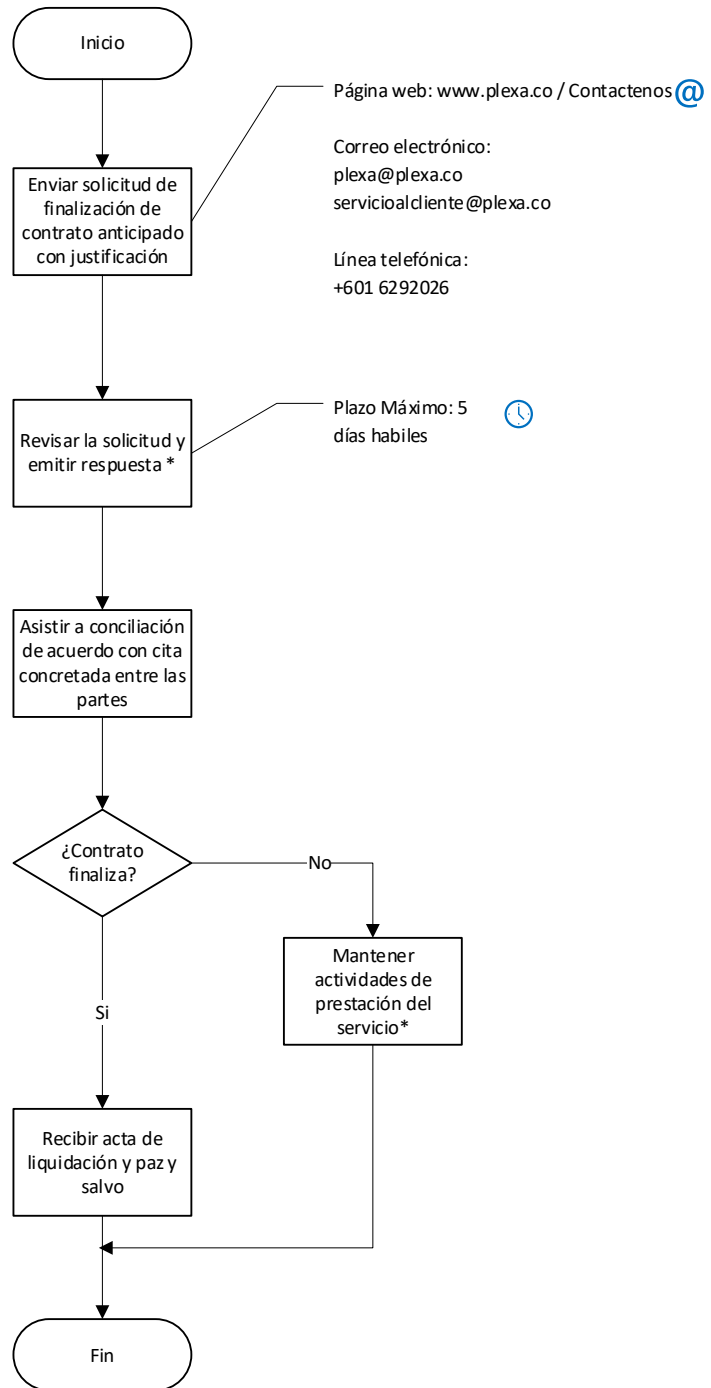 Inicio
Página web: www.plexa.co / Contactenos @
Correo electrónico:
plexa@plexa.co
servicioalcliente@plexa.co
Línea telefónica:
+601 6292026
Enviar solicitud de
finalización de
contrato anticipado
con justificación
Revisar la solicitud y
emitir respuesta *
Plazo Máximo: 5
días habiles
Asistir a conciliación
de acuerdo con cita
concretada entre las
partes
¿Contrato
finaliza?
No
Mantener
actividades de
prestación del
servicio*
Si
Recibir acta de
liquidación y paz y
salvo
Fin